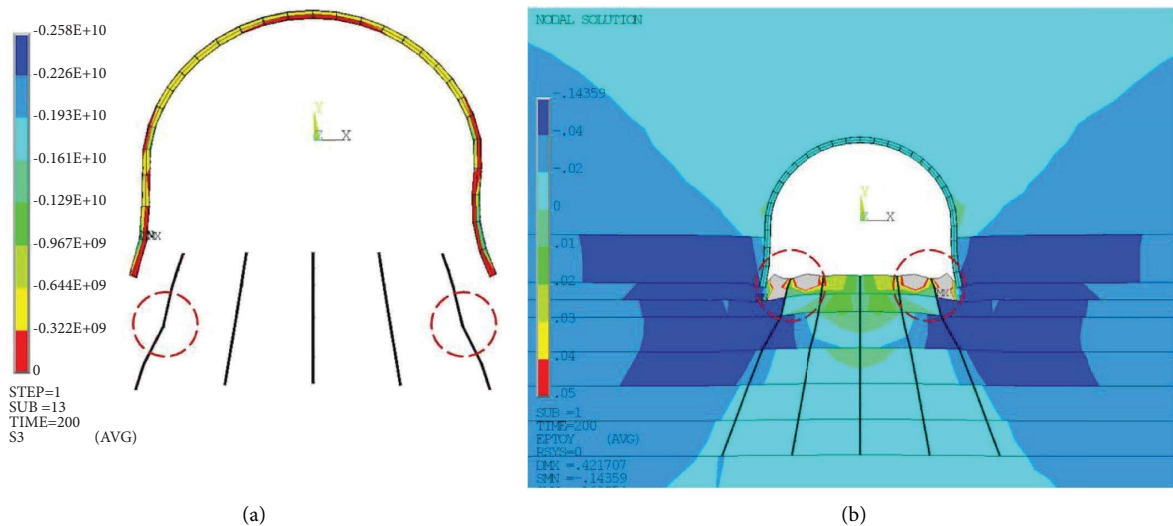 -0.258E+10
-0.226E+10
-0.193E+10
-0.161E+10
-0.129E+10
-0.967E+09
-0.644E+09
-0.322E+09
0
STEP=1
SUB =13
TIME=200
S3 (AVG)
Y
Z X
MX
(a)
NODAL SOLUTION
-.14359
-.04
-.02
0
.01
.02
.03
.04
.05
SUB =1
TIME=200
EPTOY (AVG)
RSYS=0
DMX =.421707
SMN =-.14359
Y
Z X
MX
(b)